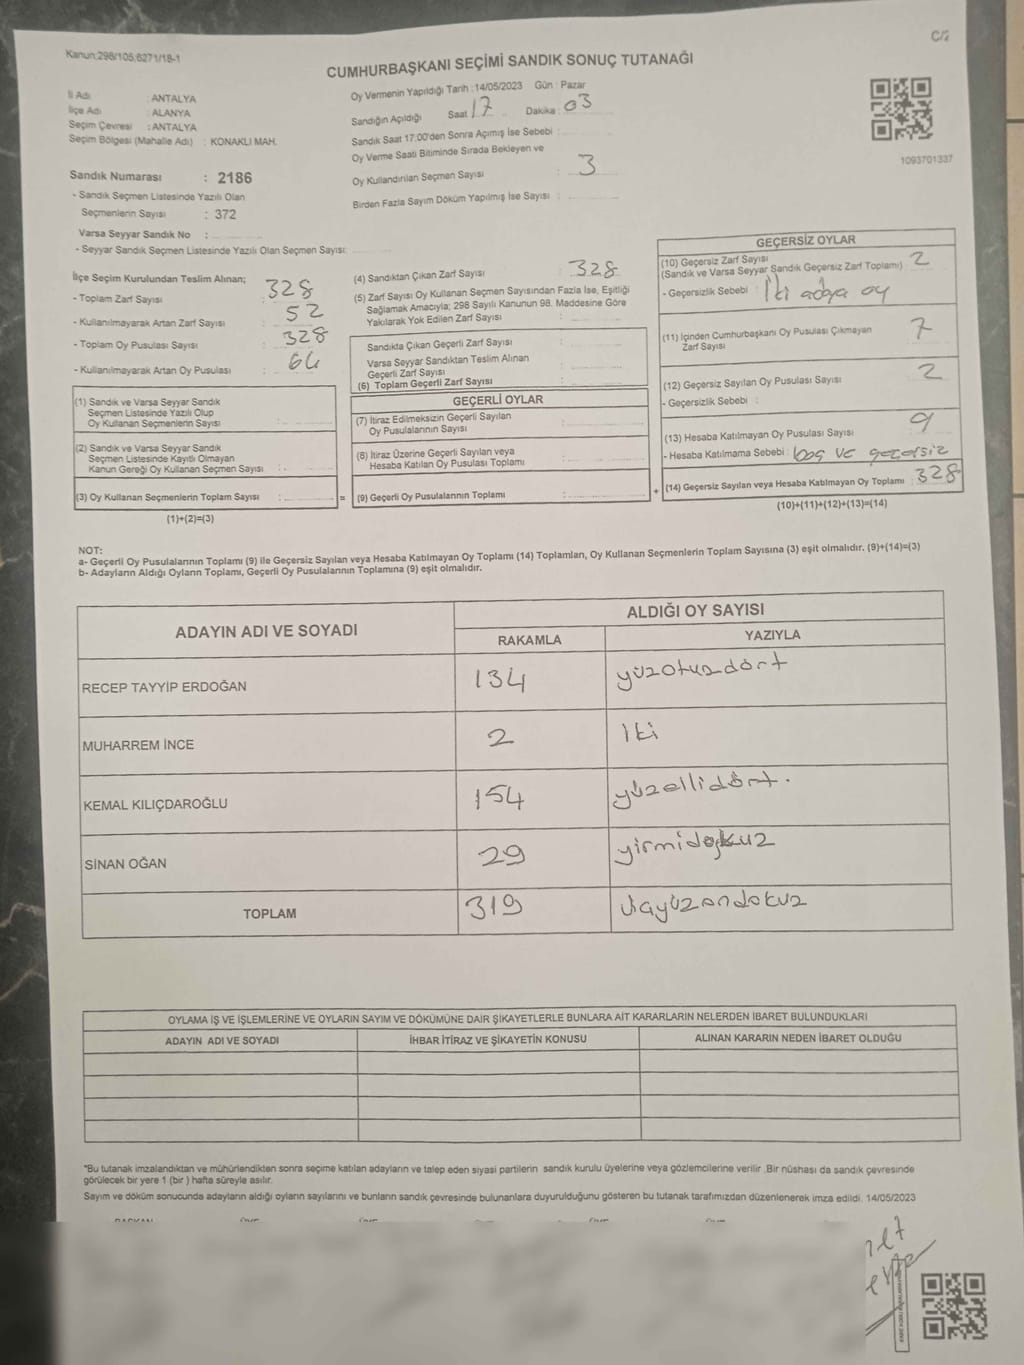 C/2
Kanun:298/105;6271/18-1
CUMHURBAŞKANI SEÇİMİ SANDIK SONUÇ TUTANAĞI
İl Adı : ANTALYA
İlçe Adı : ALANYA
Seçim Çevresi : ANTALYA
Seçim Bölgesi (Mahalle Adı) : KONAKLI MAH.
Sandık Numarası : 2186
- Sandık Seçmen Listesinde Yazılı Olan
Seçmenlerin Sayısı : 372
Varsa Seyyar Sandık No :
- Seyyar Sandık Seçmen Listesinde Yazılı Olan Seçmen Sayısı:
Oy Vermenin Yapıldığı Tarih : 14/05/2023 Gün : Pazar
Sandığın Açıldığı Saat 17 Dakika : 03
Sandık Saat 17:00'den Sonra Açımış İse Sebebi :
Oy Verme Saati Bitiminde Sırada Bekleyen ve
Oy Kullandırılan Seçmen Sayısı : 3
Birden Fazla Sayım Döküm Yapılmış İse Sayısı :
1093701337
İlçe Seçim Kurulundan Teslim Alınan;
- Toplam Zarf Sayısı : 328
- Kullanılmayarak Artan Zarf Sayısı : 52
- Toplam Oy Pusulası Sayısı : 328
- Kullanılmayarak Artan Oy Pusulası :
(4) Sandıktan Çıkan Zarf Sayısı : 328
(5) Zarf Sayısı Oy Kullanan Seçmen Sayısından Fazla İse, Eşitliği
Sağlamak Amacıyla; 298 Sayılı Kanunun 98. Maddesine Göre
Yakılarak Yok Edilen Zarf Sayısı :
Sandıkta Çıkan Geçerli Zarf Sayısı :
Varsa Seyyar Sandıktan Teslim Alınan
Geçerli Zarf Sayısı :
(6) Toplam Geçerli Zarf Sayısı :
GEÇERSİZ OYLAR
(10) Geçersiz Zarf Sayısı
(Sandık ve Varsa Seyyar Sandık Geçersiz Zarf Toplamı) : 2
- Geçersizlik Sebebi : İki adya oy
(11) İçinden Cumhurbaşkanı Oy Pusulası Çıkmayan
Zarf Sayısı : 7
(12) Geçersiz Sayılan Oy Pusulası Sayısı : 2
- Geçersizlik Sebebi :
(13) Hesaba Katılmayan Oy Pusulası Sayısı : 9
- Hesaba Katılmama Sebebi : boş ve geçersiz
(14) Geçersiz Sayılan veya Hesaba Katılmayan Oy Toplamı : 328
(10)+(11)+(12)+(13)=(14)
(1) Sandık ve Varsa Seyyar Sandık
Seçmen Listesinde Yazılı Olup
Oy Kullanan Seçmenlerin Sayısı :
(2) Sandık ve Varsa Seyyar Sandık
Seçmen Listesinde Kayıtlı Olmayan
Kanun Gereği Oy Kullanan Seçmen Sayısı :
(3) Oy Kullanan Seçmenlerin Toplam Sayısı : =
(1)+(2)=(3)
GEÇERLİ OYLAR
(7) İtiraz Edilmeksizin Geçerli Sayılan
Oy Pusulalarının Sayısı :
(8) İtiraz Üzerine Geçerli Sayılan veya
Hesaba Katılan Oy Pusulası Toplamı :
(9) Geçerli Oy Pusulalarının Toplamı : +
NOT:
a- Geçerli Oy Pusulalarının Toplamı (9) ile Geçersiz Sayılan veya Hesaba Katılmayan Oy Toplamı (14) Toplamları, Oy Kullanan Seçmenlerin Toplam Sayısına (3) eşit olmalıdır. (9)+(14)=(3)
b- Adayların Aldığı Oyların Toplamı, Geçerli Oy Pusulalarının Toplamına (9) eşit olmalıdır.
ADAYIN ADI VE SOYADI
ALDIĞI OY SAYISI
RAKAMLA YAZIYLA
RECEP TAYYİP ERDOĞAN 134 yüzotuzdört
MUHARREM İNCE 2 İki
KEMAL KILIÇDAROĞLU 154 yüzellidört.
SİNAN OĞAN 29 yirmidokuz
TOPLAM 319 üçyüzondokuz
OYLAMA İŞ VE İŞLEMLERİNE VE OYLARIN SAYIM VE DÖKÜMÜNE DAİR ŞİKAYETLERLE BUNLARA AİT KARARLARIN NELERDEN İBARET BULUNDUKLARI
ADAYIN ADI VE SOYADI İHBAR İTİRAZ VE ŞİKAYETİN KONUSU ALINAN KARARIN NEDEN İBARET OLDUĞU
*Bu tutanak imzalandıktan ve mühürlendikten sonra seçime katılan adayların ve talep eden siyasi partilerin sandık kurulu üyelerine veya gözlemcilerine verilir .Bir nüshası da sandık çevresinde
görülecek bir yere 1 (bir ) hafta süreyle asılır.
Sayım ve döküm sonucunda adayların aldığı oyların sayılarını ve bunların sandık çevresinde bulunanlara duyurulduğunu gösteren bu tutanak tarafımızdan düzenlenerek imza edildi. 14/05/2023